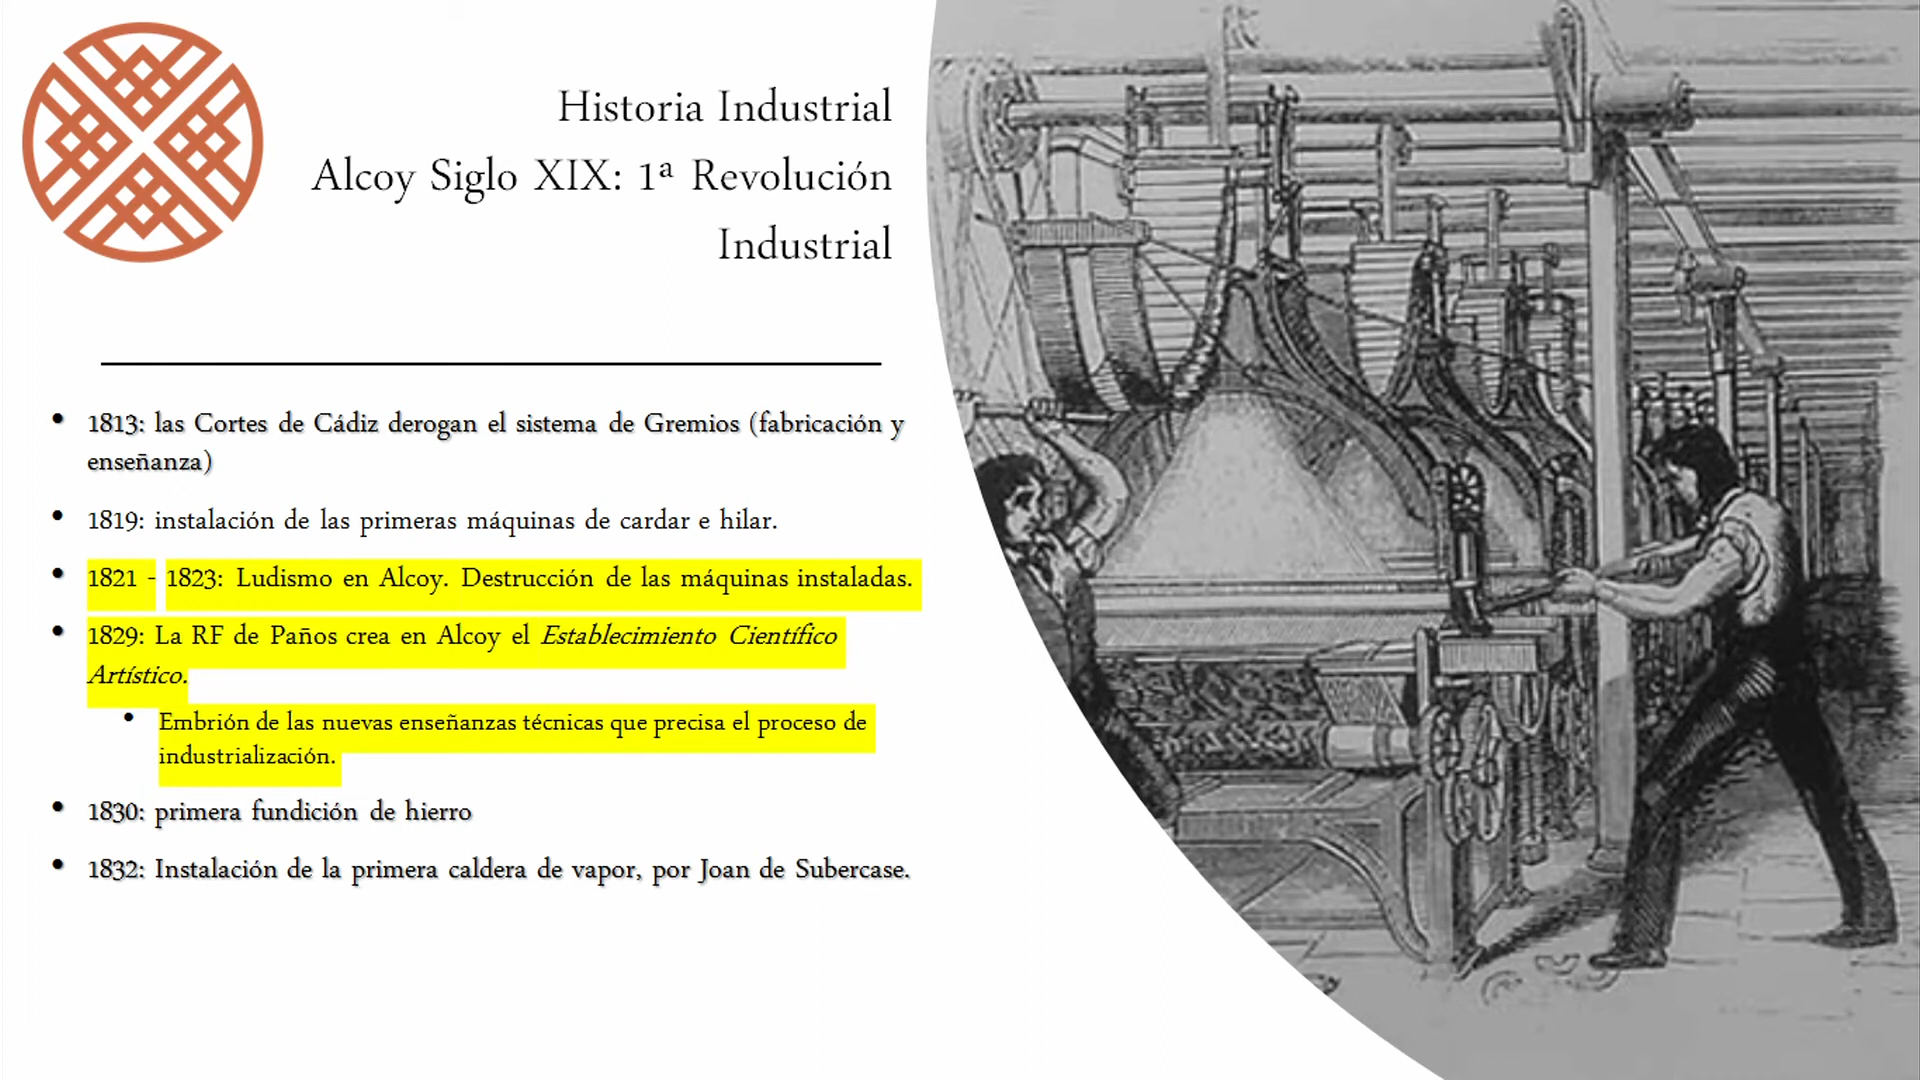 Historia Industrial
Alcoy Siglo XIX: 1ª Revolución
Industrial
• 1813: las Cortes de Cádiz derogan el sistema de Gremios (fabricación y
enseñanza)
• 1819: instalación de las primeras máquinas de cardar e hilar.
• 1821 - 1823: Ludismo en Alcoy. Destrucción de las máquinas instaladas.
• 1829: La RF de Paños crea en Alcoy el Establecimiento Científico
Artístico.
• Embrión de las nuevas enseñanzas técnicas que precisa el proceso de
industrialización.
• 1830: primera fundición de hierro
• 1832: Instalación de la primera caldera de vapor, por Joan de Subercase.